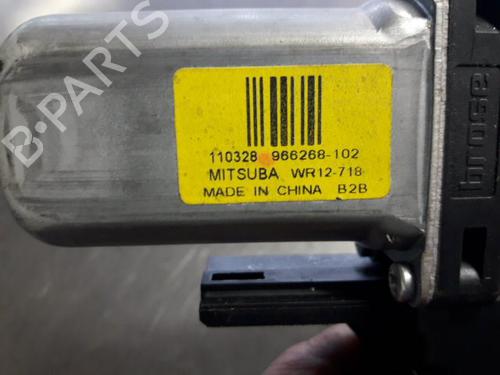 110328 966268-102
MITSUBA WR12-718
MADE IN CHINA B2B
brose
B-PARTS